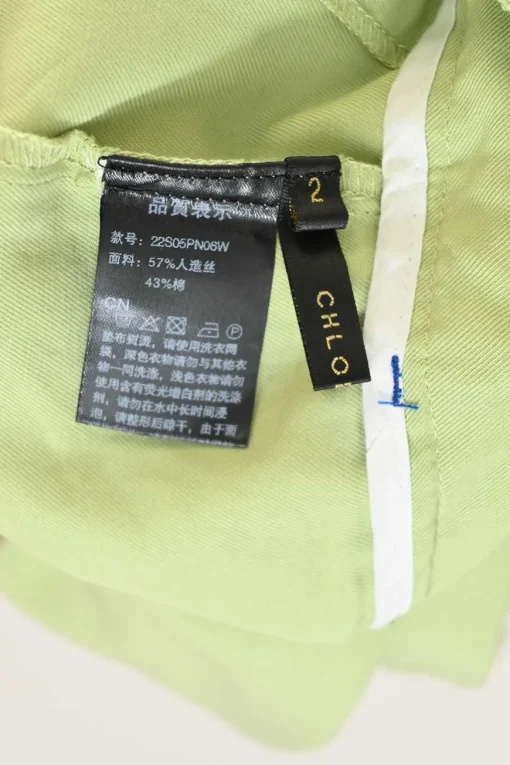 品質表示
款号: 22S05PN06W
面料: 57%人造丝
43%棉
CN
垫布熨烫, 请使用洗衣网
袋, 深色衣物请勿与其他衣
物一同洗涤, 浅色衣物请勿
使用含有荧光增白剂的洗涤
剂, 请勿在水中长时间浸
泡, 请整形后晾干, 由于面
2
CHLO